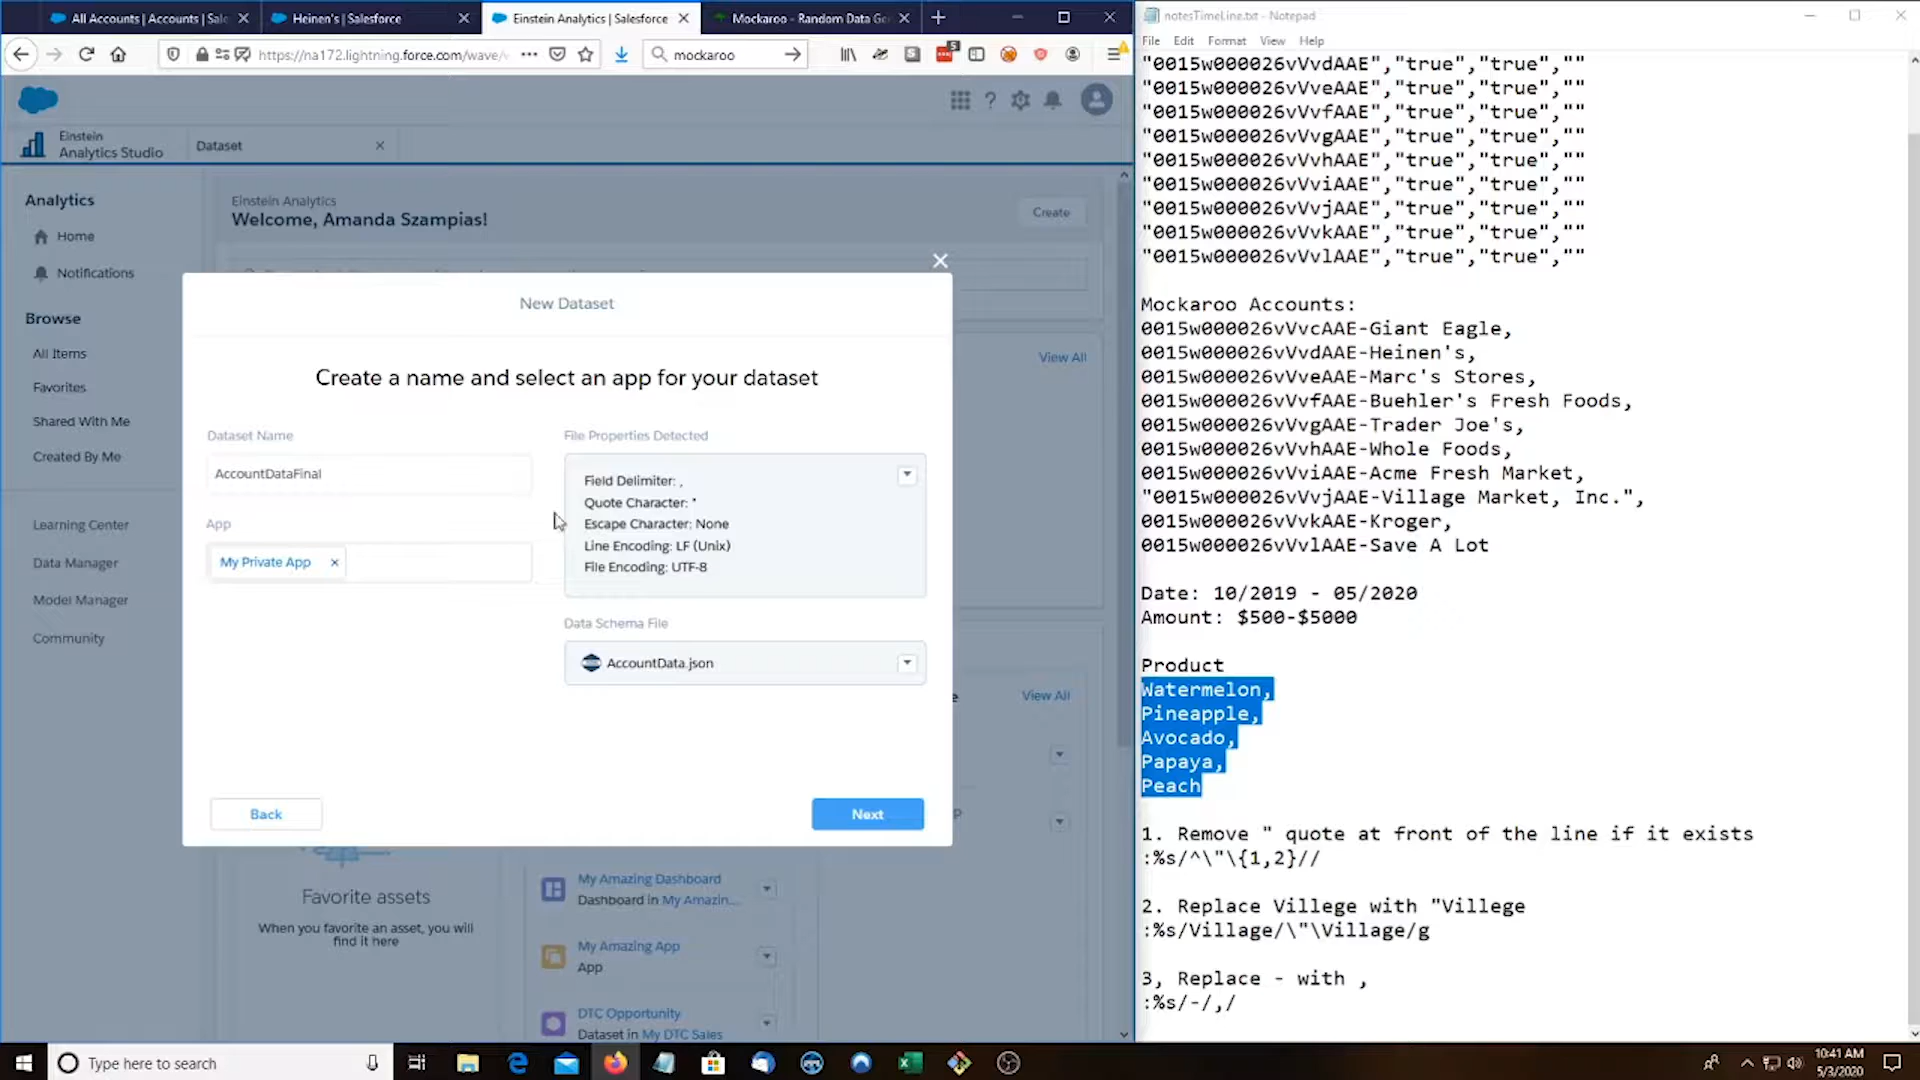 All Accounts | Accounts | Sale
Heinen's | Salesforce
Einstein Analytics | Salesforce
Mockaroo - Random Data Ge
https://na172.lightning.force.com/wave/
mockaroo
5
Einstein
Analytics Studio
Dataset
Analytics
Home
Notifications
Browse
All Items
Favorites
Shared With Me
Created By Me
Learning Center
Data Manager
Model Manager
Community
Einstein Analytics
Welcome, Amanda Szampias!
Create
View All
View All
New Dataset
Create a name and select an app for your dataset
Dataset Name
AccountDataFinal
App
My Private App
File Properties Detected
Field Delimiter: ,
Quote Character: "
Escape Character: None
Line Encoding: LF (Unix)
File Encoding: UTF-8
Data Schema File
AccountData.json
Back
Next
Favorite assets
When you favorite an asset, you will
find it here
My Amazing Dashboard
Dashboard in My Amazin...
My Amazing App
App
DTC Opportunity
Dataset in My DTC Sales
notesTimeLine.txt - Notepad
File Edit Format View Help
"0015w000026vVvdAAE","true","true",""
"0015w000026vVveAAE","true","true",""
"0015w000026vVvfAAE","true","true",""
"0015w000026vVvgAAE","true","true",""
"0015w000026vVvhAAE","true","true",""
"0015w000026vVviAAE","true","true",""
"0015w000026vVvjAAE","true","true",""
"0015w000026vVvkAAE","true","true",""
"0015w000026vVvlAAE","true","true",""
Mockaroo Accounts:
0015w000026vVvcAAE-Giant Eagle,
0015w000026vVvdAAE-Heinen's,
0015w000026vVveAAE-Marc's Stores,
0015w000026vVvfAAE-Buehler's Fresh Foods,
0015w000026vVvgAAE-Trader Joe's,
0015w000026vVvhAAE-Whole Foods,
0015w000026vVviAAE-Acme Fresh Market,
"0015w000026vVvjAAE-Village Market, Inc.",
0015w000026vVvkAAE-Kroger,
0015w000026vVvlAAE-Save A Lot
Date: 10/2019 - 05/2020
Amount: $500-$5000
Product
Watermelon,
Pineapple,
Avocado,
Papaya,
Peach
1. Remove " quote at front of the line if it exists
:%s/^\"\{1,2}//
2. Replace Villege with "Villege
:%s/Village/\"\Village/g
3, Replace - with ,
:%s/-/,/
Type here to search
10:41 AM
5/3/2020